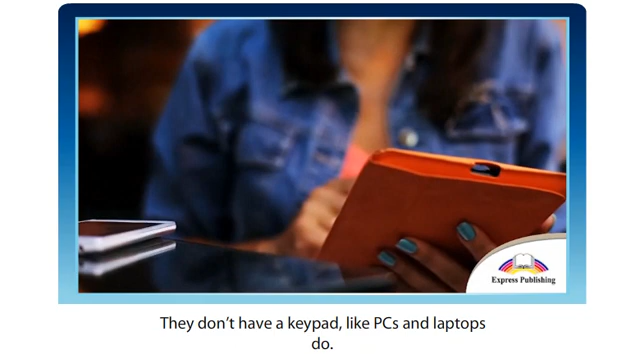 Express Publishing
They don't have a keypad, like PCs and laptops
do.